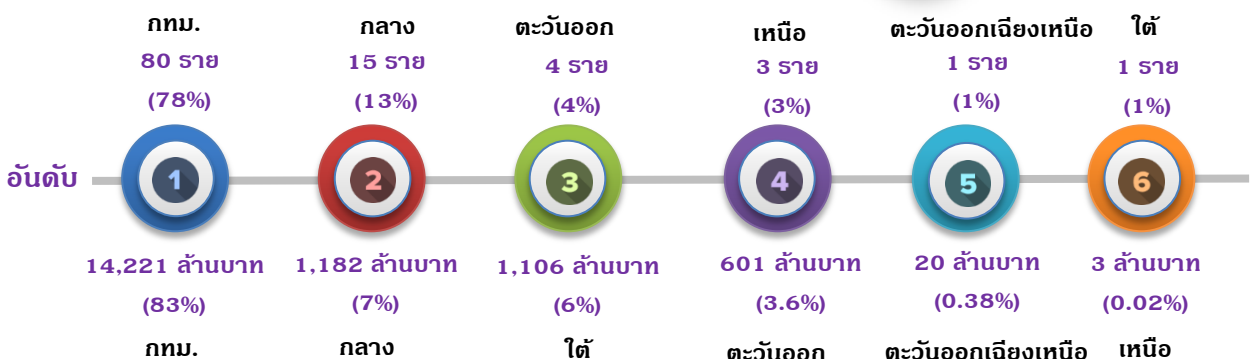 กทม. กลาง ตะวันออก เหนือ ตะวันออกเฉียงเหนือ ใต้
80 ราย 15 ราย 4 ราย 3 ราย 1 ราย 1 ราย
(78%) (13%) (4%) (3%) (1%) (1%)
อันดับ 1 2 3 4 5 6
14,221 ล้านบาท 1,182 ล้านบาท 1,106 ล้านบาท 601 ล้านบาท 20 ล้านบาท 3 ล้านบาท
(83%) (7%) (6%) (3.6%) (0.38%) (0.02%)
กทม. กลาง ใต้ ตะวันออก ตะวันออกเฉียงเหนือ เหนือ